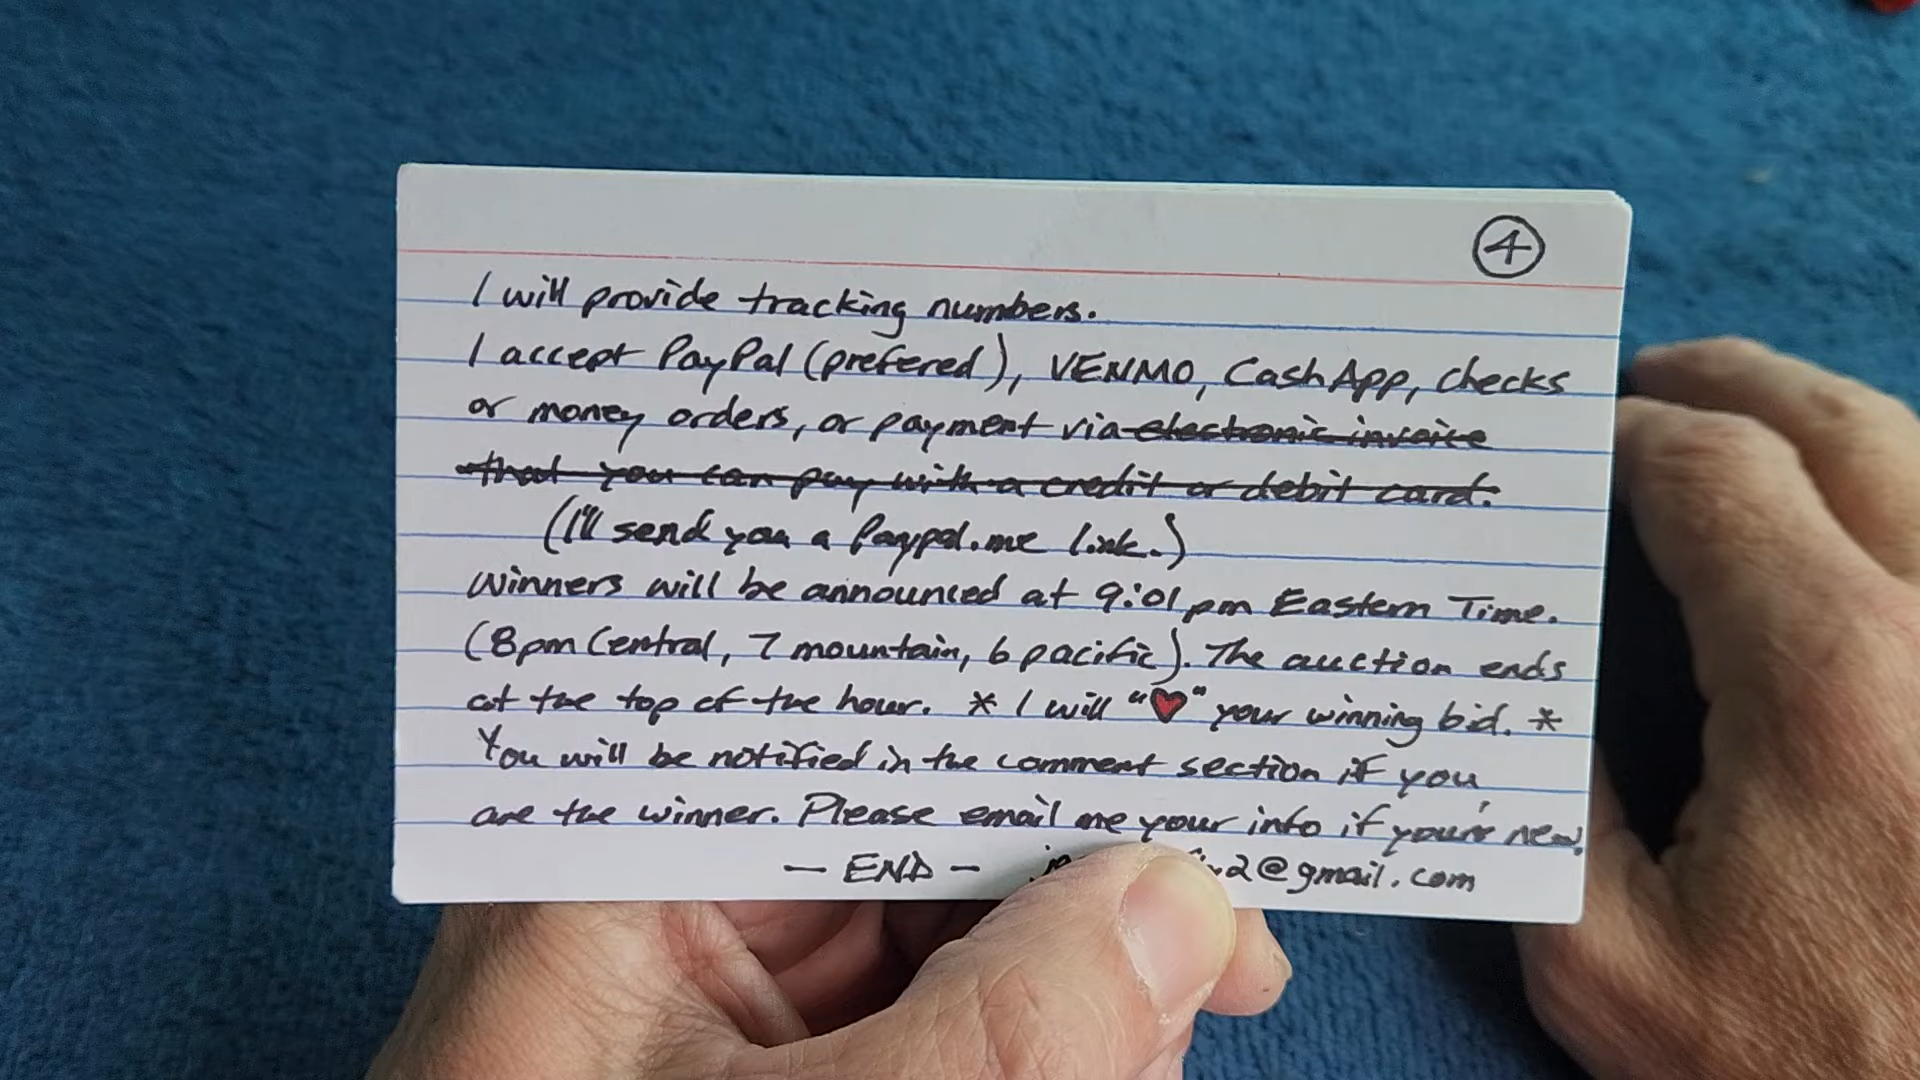 4
I will provide tracking numbers.
I accept PayPal (prefered), VENMO, CashApp, checks
or money orders, or payment via electronic invoice
that you can pay with a credit or debit card.
(I'll send you a Paypal.me link.)
Winners will be announced at 9:01 pm Eastern Time.
(8pm Central, 7 mountain, 6 pacific). The auction ends
at the top of the hour. * I will "❤" your winning bid. *
You will be notified in the comment section if you
are the winner. Please email me your info if you're new.
— END — 2@gmail.com